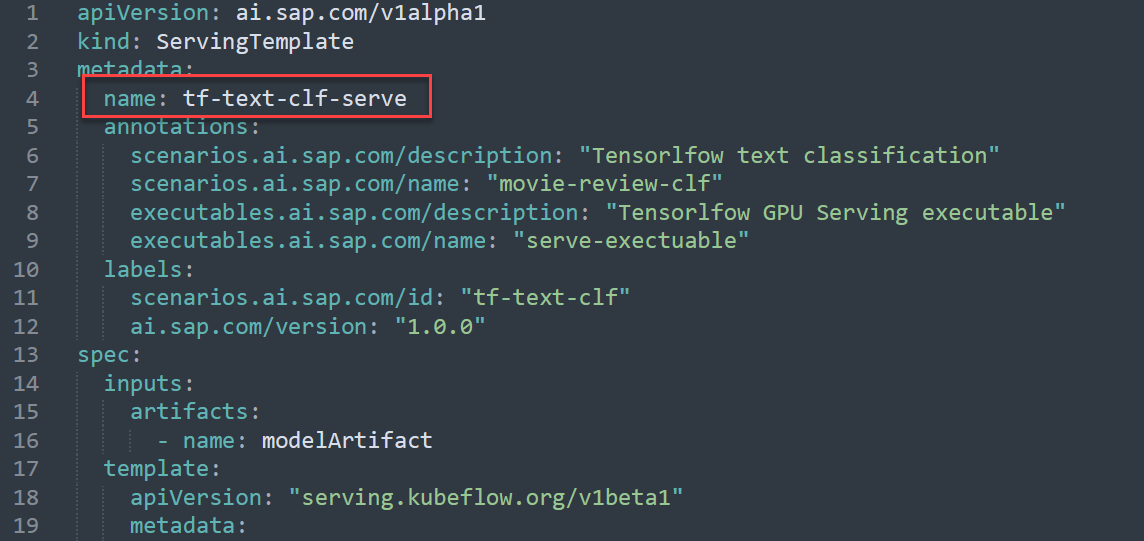 1 apiVersion: ai.sap.com/v1alpha1
2 kind: ServingTemplate
3 metadata:
4 name: tf-text-clf-serve
5 annotations:
6 scenarios.ai.sap.com/description: "Tensorlfow text classification"
7 scenarios.ai.sap.com/name: "movie-review-clf"
8 executables.ai.sap.com/description: "Tensorlfow GPU Serving executable"
9 executables.ai.sap.com/name: "serve-exectuable"
10 labels:
11 scenarios.ai.sap.com/id: "tf-text-clf"
12 ai.sap.com/version: "1.0.0"
13 spec:
14 inputs:
15 artifacts:
16 - name: modelArtifact
17 template:
18 apiVersion: "serving.kubeflow.org/v1beta1"
19 metadata: